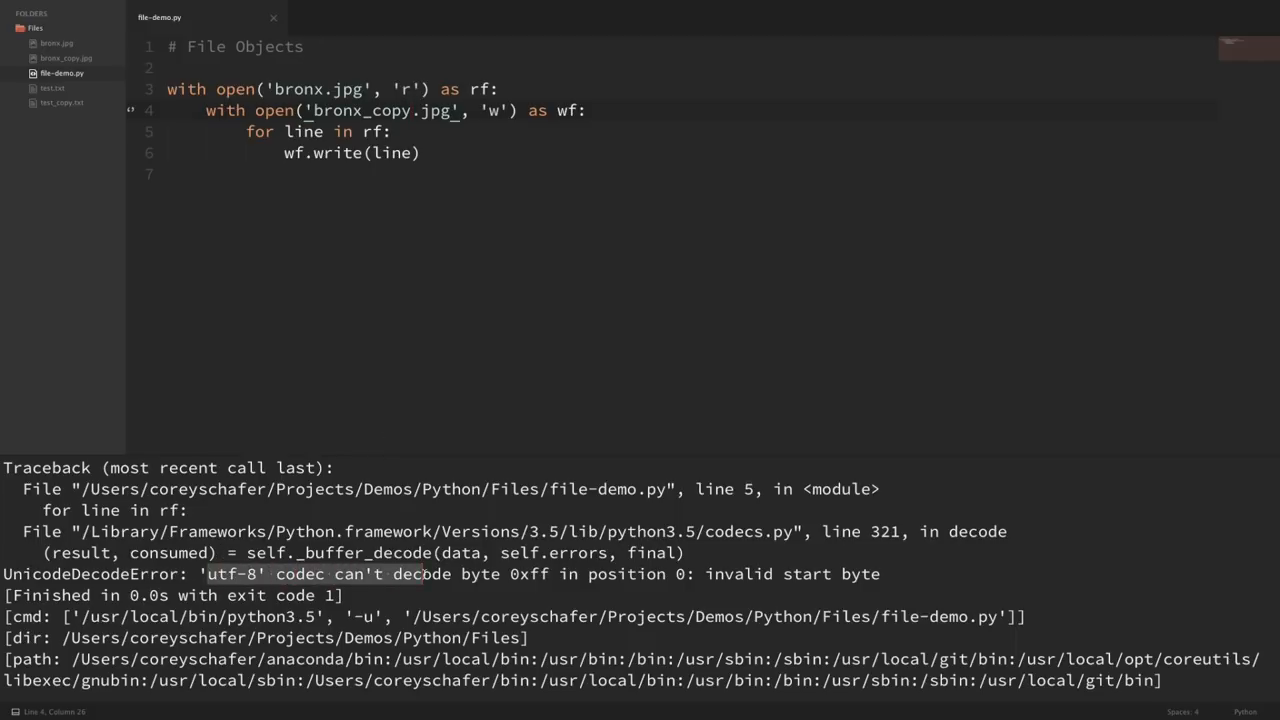 FOLDERS
Files
bronx.jpg
bronx_copy.jpg
file-demo.py
test.txt
test_copy.txt
file-demo.py
1 # File Objects
2
3 with open('bronx.jpg', 'r') as rf:
4 with open('bronx_copy.jpg', 'w') as wf:
5 for line in rf:
6 wf.write(line)
7
Traceback (most recent call last):
File "/Users/coreyschafer/Projects/Demos/Python/Files/file-demo.py", line 5, in <module>
for line in rf:
File "/Library/Frameworks/Python.framework/Versions/3.5/lib/python3.5/codecs.py", line 321, in decode
(result, consumed) = self._buffer_decode(data, self.errors, final)
UnicodeDecodeError: 'utf-8' codec can't decode byte 0xff in position 0: invalid start byte
[Finished in 0.0s with exit code 1]
[cmd: ['/usr/local/bin/python3.5', '-u', '/Users/coreyschafer/Projects/Demos/Python/Files/file-demo.py']]
[dir: /Users/coreyschafer/Projects/Demos/Python/Files]
[path: /Users/coreyschafer/anaconda/bin:/usr/local/bin:/usr/bin:/bin:/usr/sbin:/sbin:/usr/local/git/bin:/usr/local/opt/coreutils/
libexec/gnubin:/usr/local/sbin:/Users/coreyschafer/bin:/usr/local/bin:/usr/bin:/bin:/usr/sbin:/sbin:/usr/local/git/bin]
Line 4, Column 26
Spaces: 4
Python